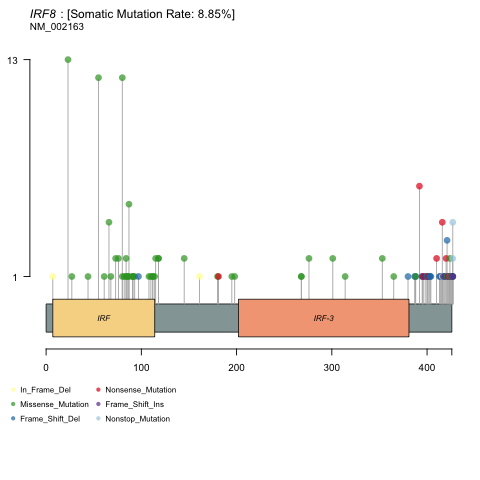 IRF8 : [Somatic Mutation Rate: 8.85%]
NM_002163
13
1
IRF
IRF-3
0 100 200 300 400
In_Frame_Del Nonsense_Mutation
Missense_Mutation Frame_Shift_Ins
Frame_Shift_Del Nonstop_Mutation